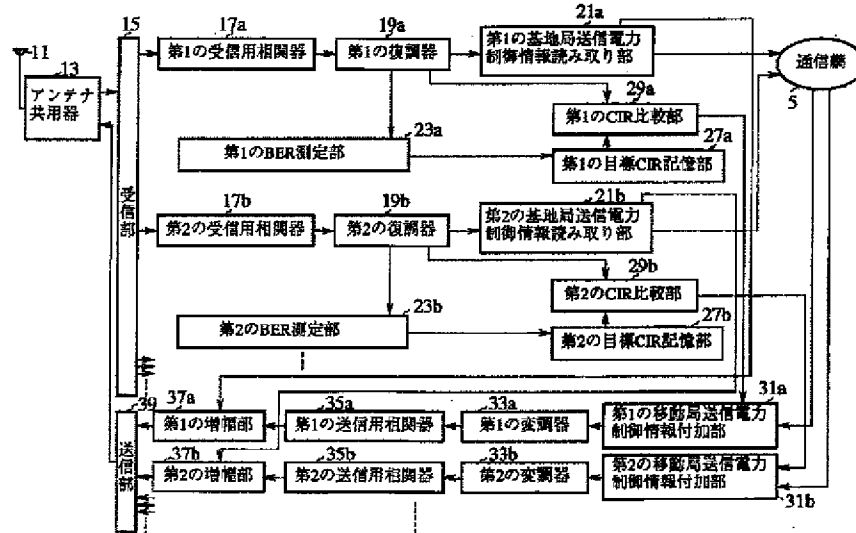 15
17a
19a
21a
11
13
アンテナ
共用器
第1の受信用相関器
第1の復調器
第1の基地局送信電力
制御情報読み取り部
通信網
5
29a
第1のCIR比較部
23a
27a
第1のBER測定部
第1の目標CIR記憶部
受信部
17b
19b
21b
第2の受信用相関器
第2の復調器
第2の基地局送信電力
制御情報読み取り部
29b
第2のCIR比較部
23b
27b
第2のBER測定部
第2の目標CIR記憶部
39
37a
35a
33a
31a
送信部
第1の増幅部
第1の送信用相関器
第1の変調器
第1の移動局送信電力
制御情報付加部
37b
35b
33b
第2の増幅部
第2の送信用相関器
第2の変調器
第2の移動局送信電力
制御情報付加部
31b